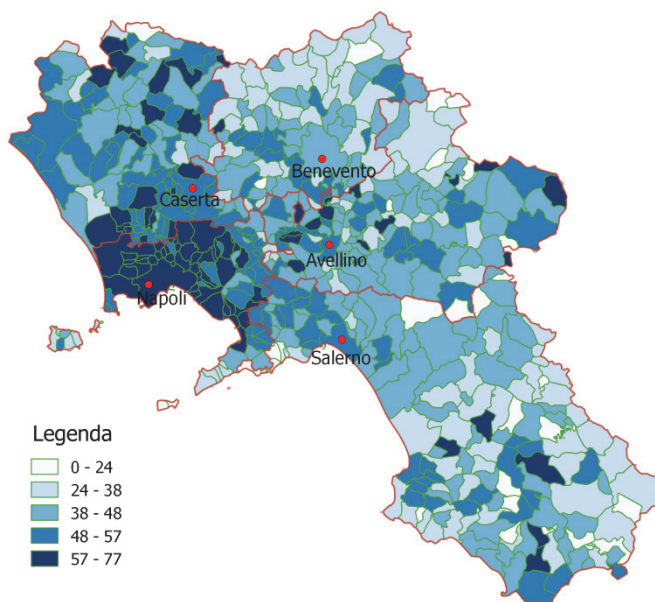 Benevento
Caserta
Avellino
Napoli
Salerno
Legenda
0 - 24
24 - 38
38 - 48
48 - 57
57 - 77